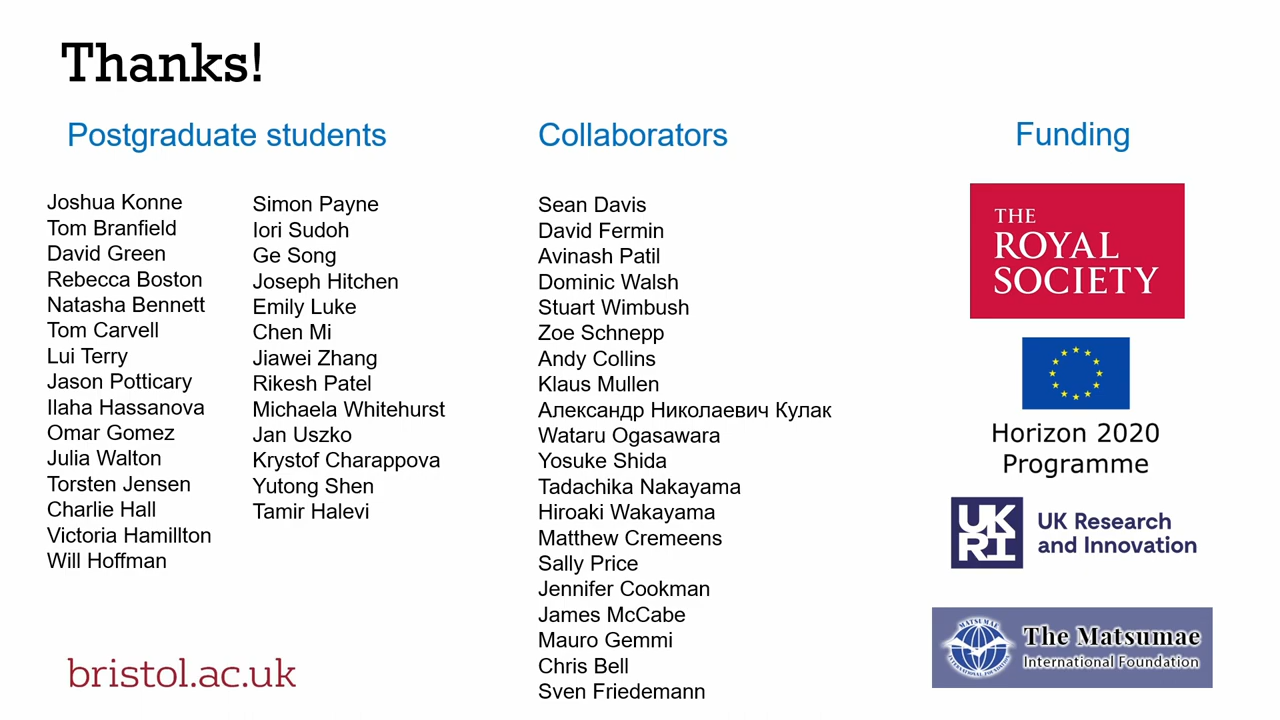 Thanks!
Postgraduate students
Joshua Konne
Tom Branfield
David Green
Rebecca Boston
Natasha Bennett
Tom Carvell
Lui Terry
Jason Potticary
Ilaha Hassanova
Omar Gomez
Julia Walton
Torsten Jensen
Charlie Hall
Victoria Hamillton
Will Hoffman
Simon Payne
Iori Sudoh
Ge Song
Joseph Hitchen
Emily Luke
Chen Mi
Jiawei Zhang
Rikesh Patel
Michaela Whitehurst
Jan Uszko
Krystof Charappova
Yutong Shen
Tamir Halevi
Collaborators
Sean Davis
David Fermin
Avinash Patil
Dominic Walsh
Stuart Wimbush
Zoe Schnepp
Andy Collins
Klaus Mullen
Александр Николаевич Кулак
Wataru Ogasawara
Yosuke Shida
Tadachika Nakayama
Hiroaki Wakayama
Matthew Cremeens
Sally Price
Jennifer Cookman
James McCabe
Mauro Gemmi
Chris Bell
Sven Friedemann
Funding
THE
ROYAL
SOCIETY
Horizon 2020
Programme
UK
RI
UK Research
and Innovation
MATSUMAE
The Matsumae
International Foundation
bristol.ac.uk